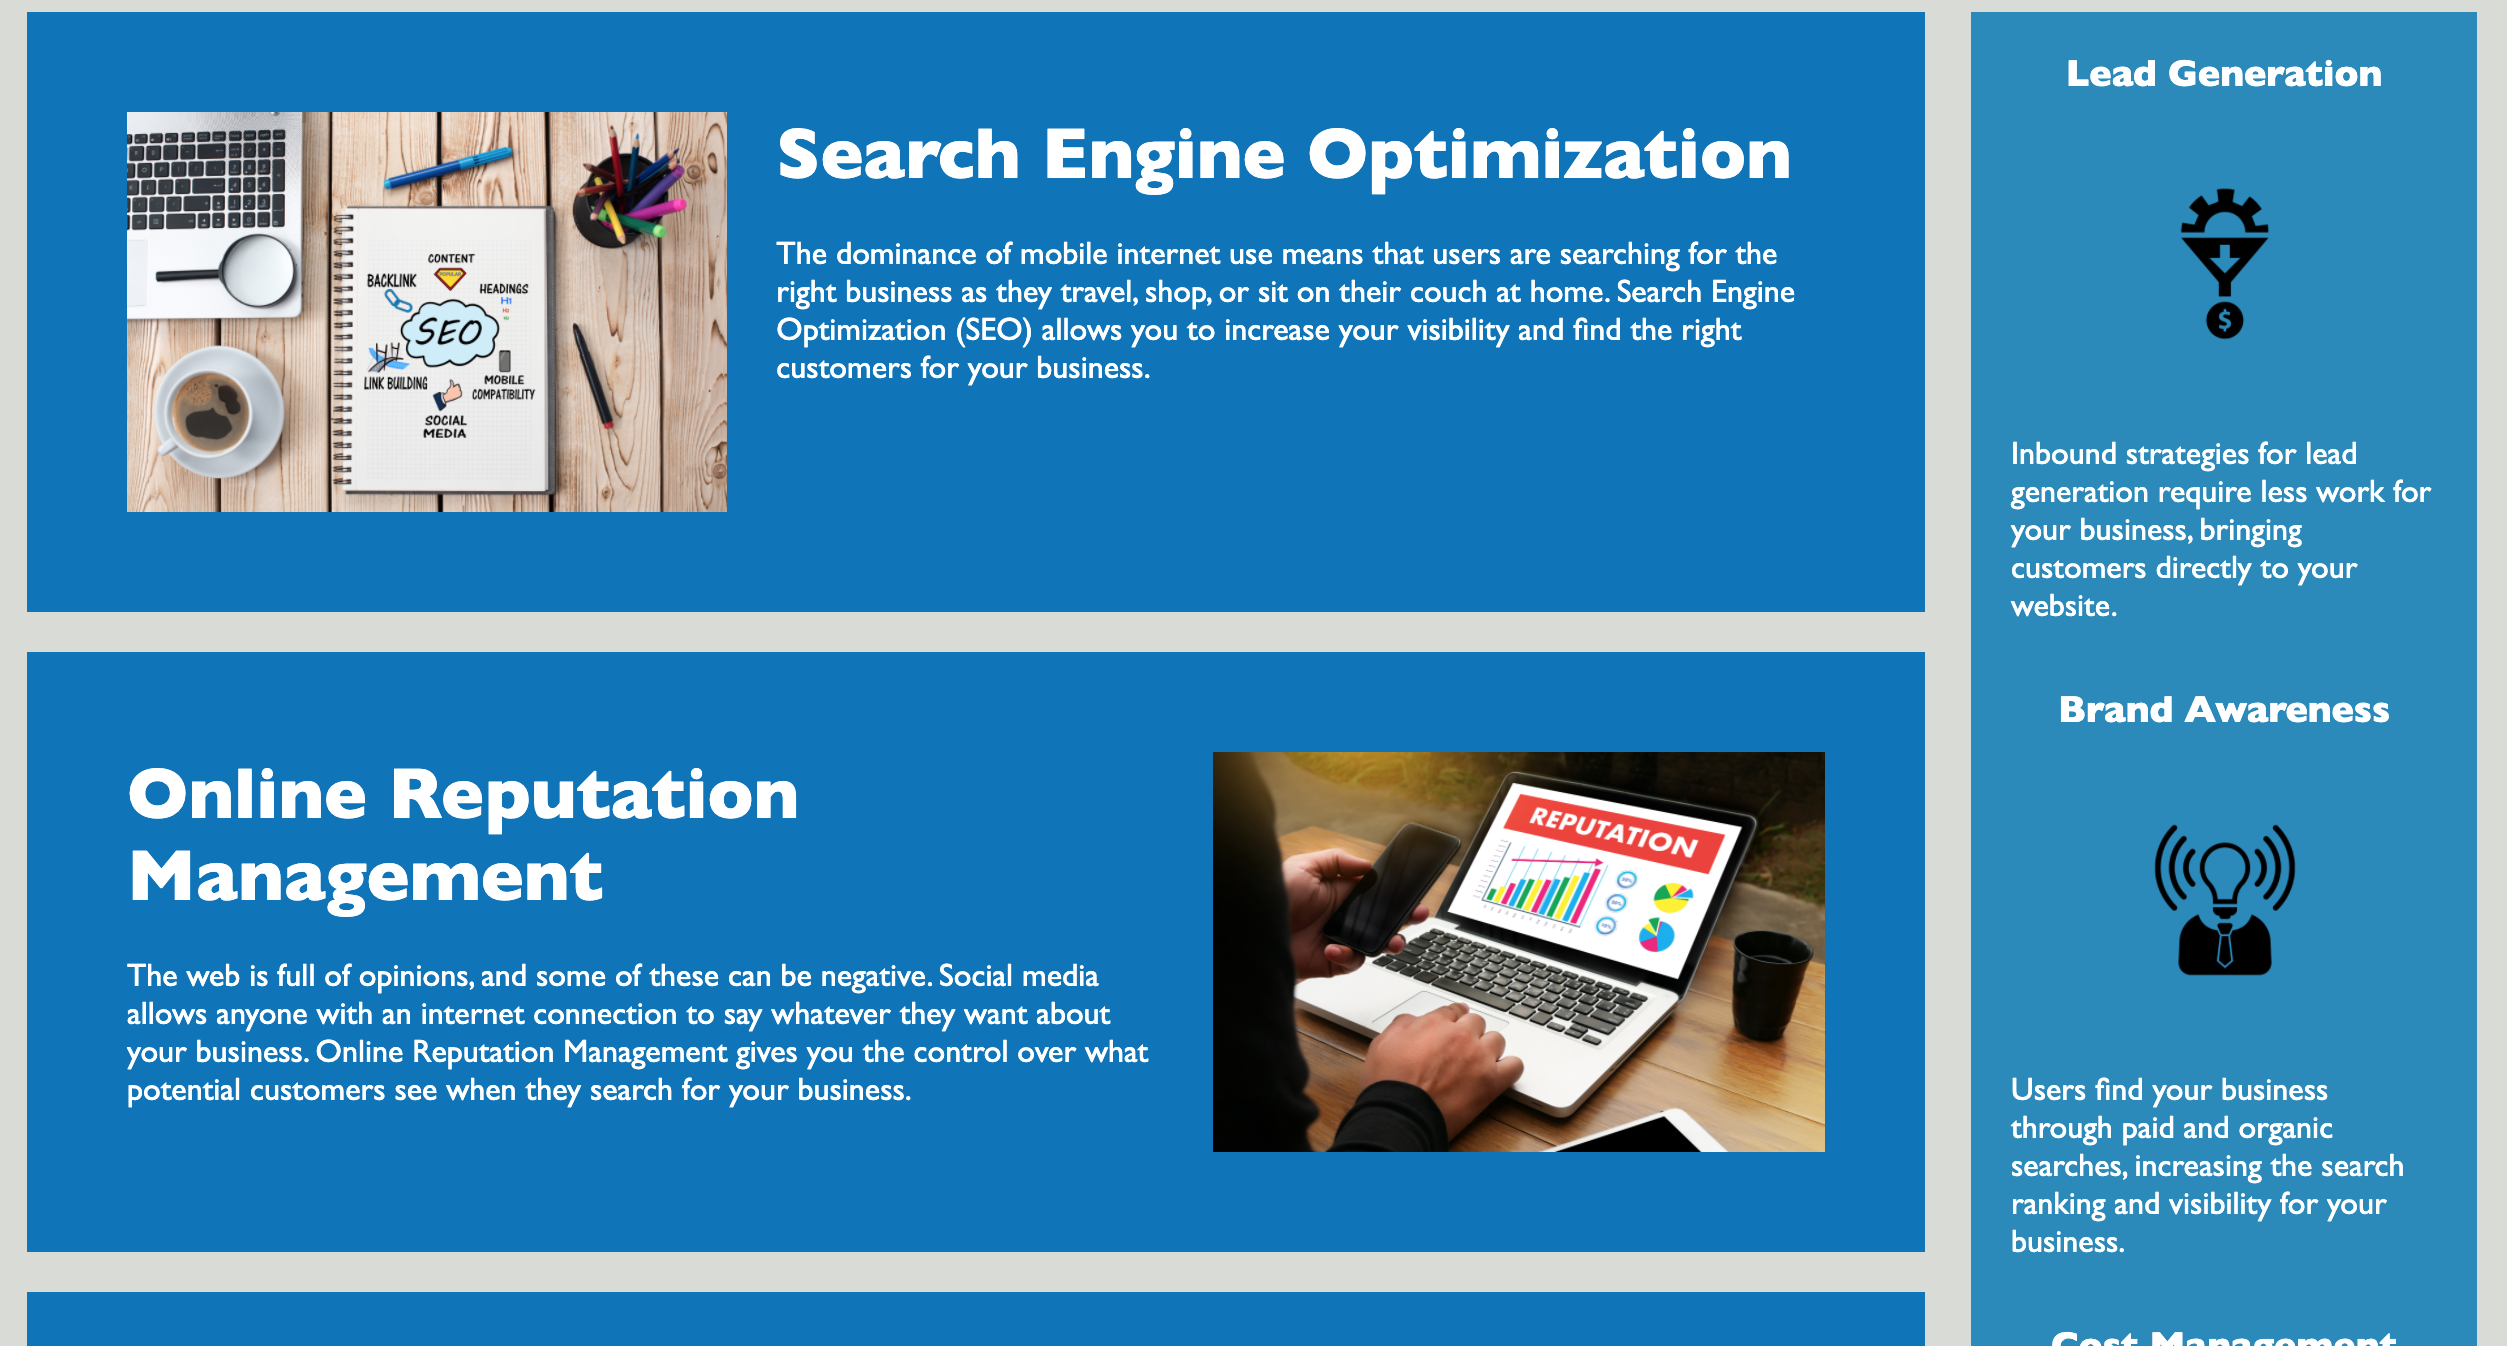 Search Engine Optimization
The dominance of mobile internet use means that users are searching for the
right business as they travel, shop, or sit on their couch at home. Search Engine
Optimization (SEO) allows you to increase your visibility and find the right
customers for your business.
CONTENT
POPULAR
BACKLINK
HEADINGS
H1
H2
H3
SEO
LINK BUILDING
MOBILE
COMPATIBILITY
SOCIAL
MEDIA
Online Reputation
Management
The web is full of opinions, and some of these can be negative. Social media
allows anyone with an internet connection to say whatever they want about
your business. Online Reputation Management gives you the control over what
potential customers see when they search for your business.
REPUTATION
Lead Generation
$
Inbound strategies for lead
generation require less work for
your business, bringing
customers directly to your
website.
Brand Awareness
Users find your business
through paid and organic
searches, increasing the search
ranking and visibility for your
business.
Cost Management